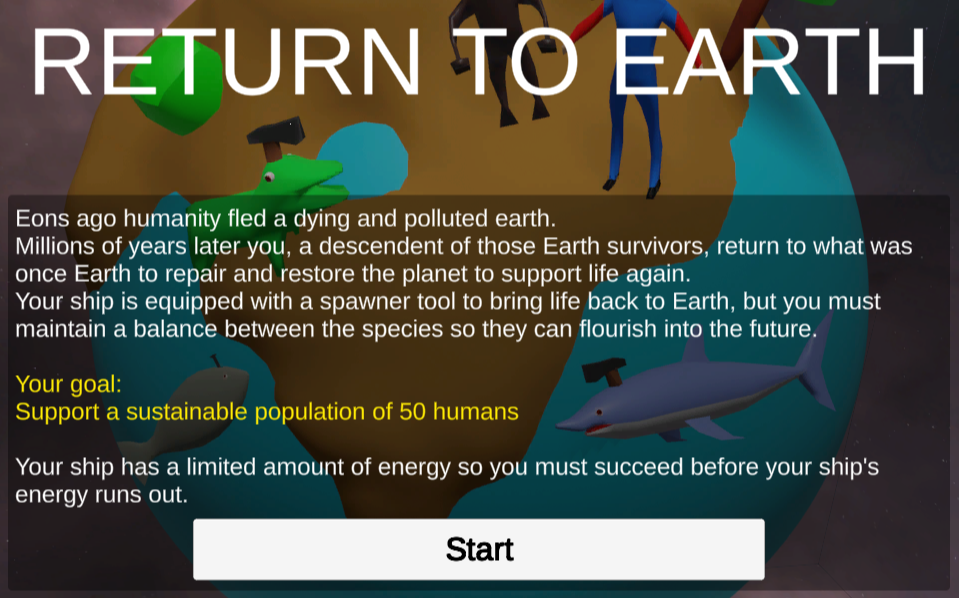 RETURN TO EARTH
Eons ago humanity fled a dying and polluted earth.
Millions of years later you, a descendent of those Earth survivors, return to what was
once Earth to repair and restore the planet to support life again.
Your ship is equipped with a spawner tool to bring life back to Earth, but you must
maintain a balance between the species so they can flourish into the future.
Your goal:
Support a sustainable population of 50 humans
Your ship has a limited amount of energy so you must succeed before your ship's
energy runs out.
Start